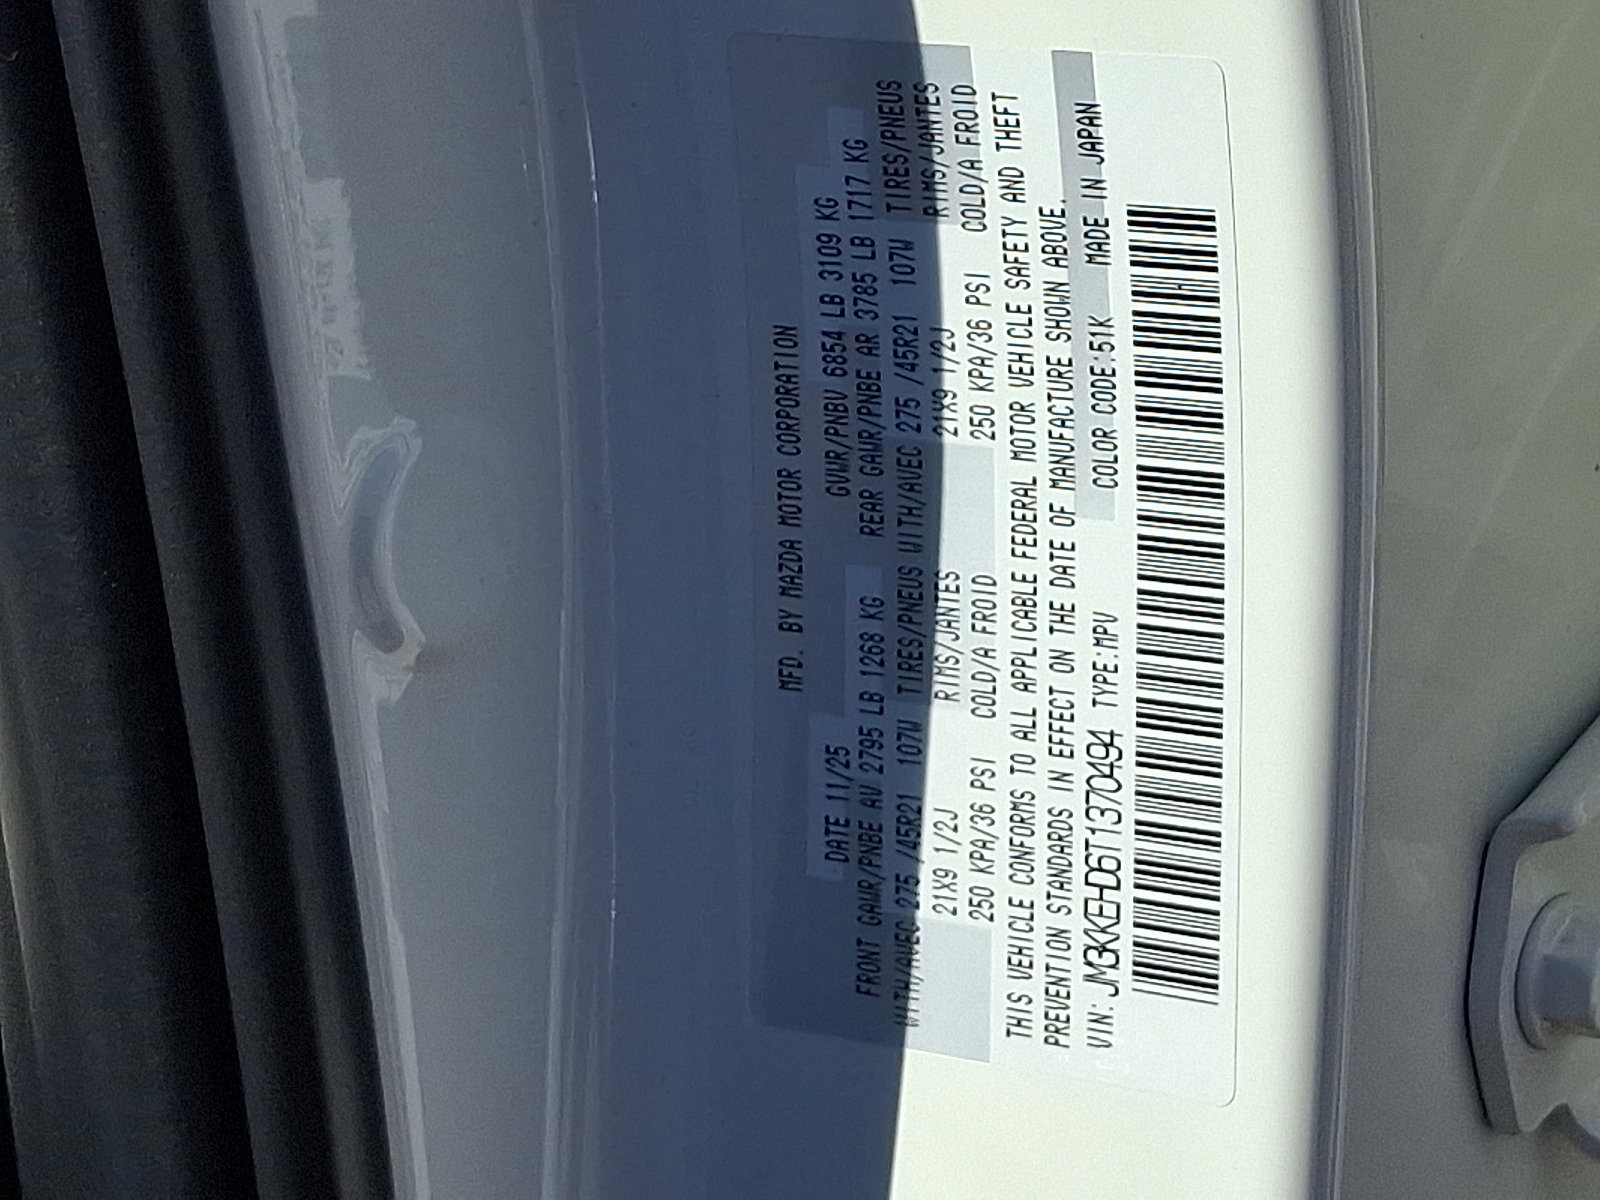 MFD. BY MAZDA MOTOR CORPORATION
DATE 11/25 GVWR/PNBV 6854 LB 3109 KG
FRONT GAWR/PNBE AV 2795 LB 1268 KG REAR GAWR/PNBE AR 3785 LB 1717 KG
WITH/AVEC 275 /45R21 107W TIRES/PNEUS WITH/AVEC 275 /45R21 107W TIRES/PNEUS
21X9 1/2J RIMS/JANTES 21X9 1/2J RIMS/JANTES
250 KPA/36 PSI COLD/A FROID 250 KPA/36 PSI COLD/A FROID
THIS VEHICLE CONFORMS TO ALL APPLICABLE FEDERAL MOTOR VEHICLE SAFETY AND THEFT
PREVENTION STANDARDS IN EFFECT ON THE DATE OF MANUFACTURE SHOWN ABOVE.
VIN: JM3KKEHD6T1370494 TYPE:MPV COLOR CODE:51K MADE IN JAPAN